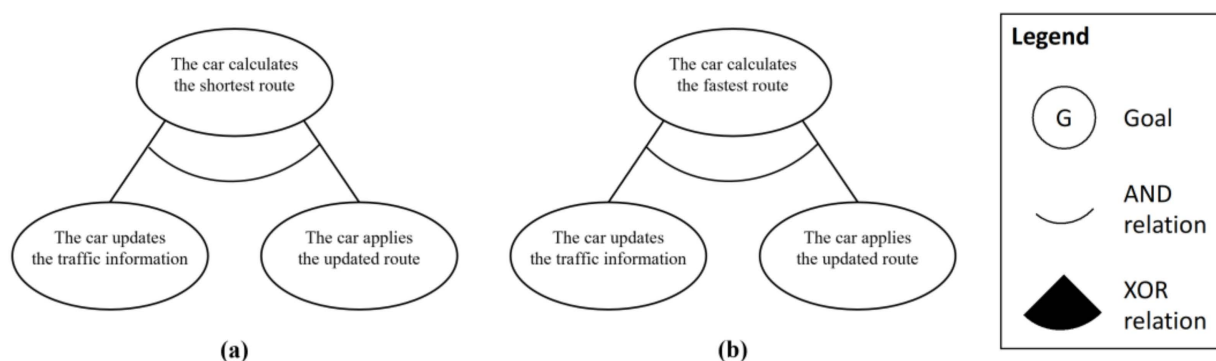 The car calculates
the shortest route
The car updates
the traffic information
The car applies
the updated route
(a)
The car calculates
the fastest route
The car updates
the traffic information
The car applies
the updated route
(b)
Legend
G
Goal
AND
relation
XOR
relation